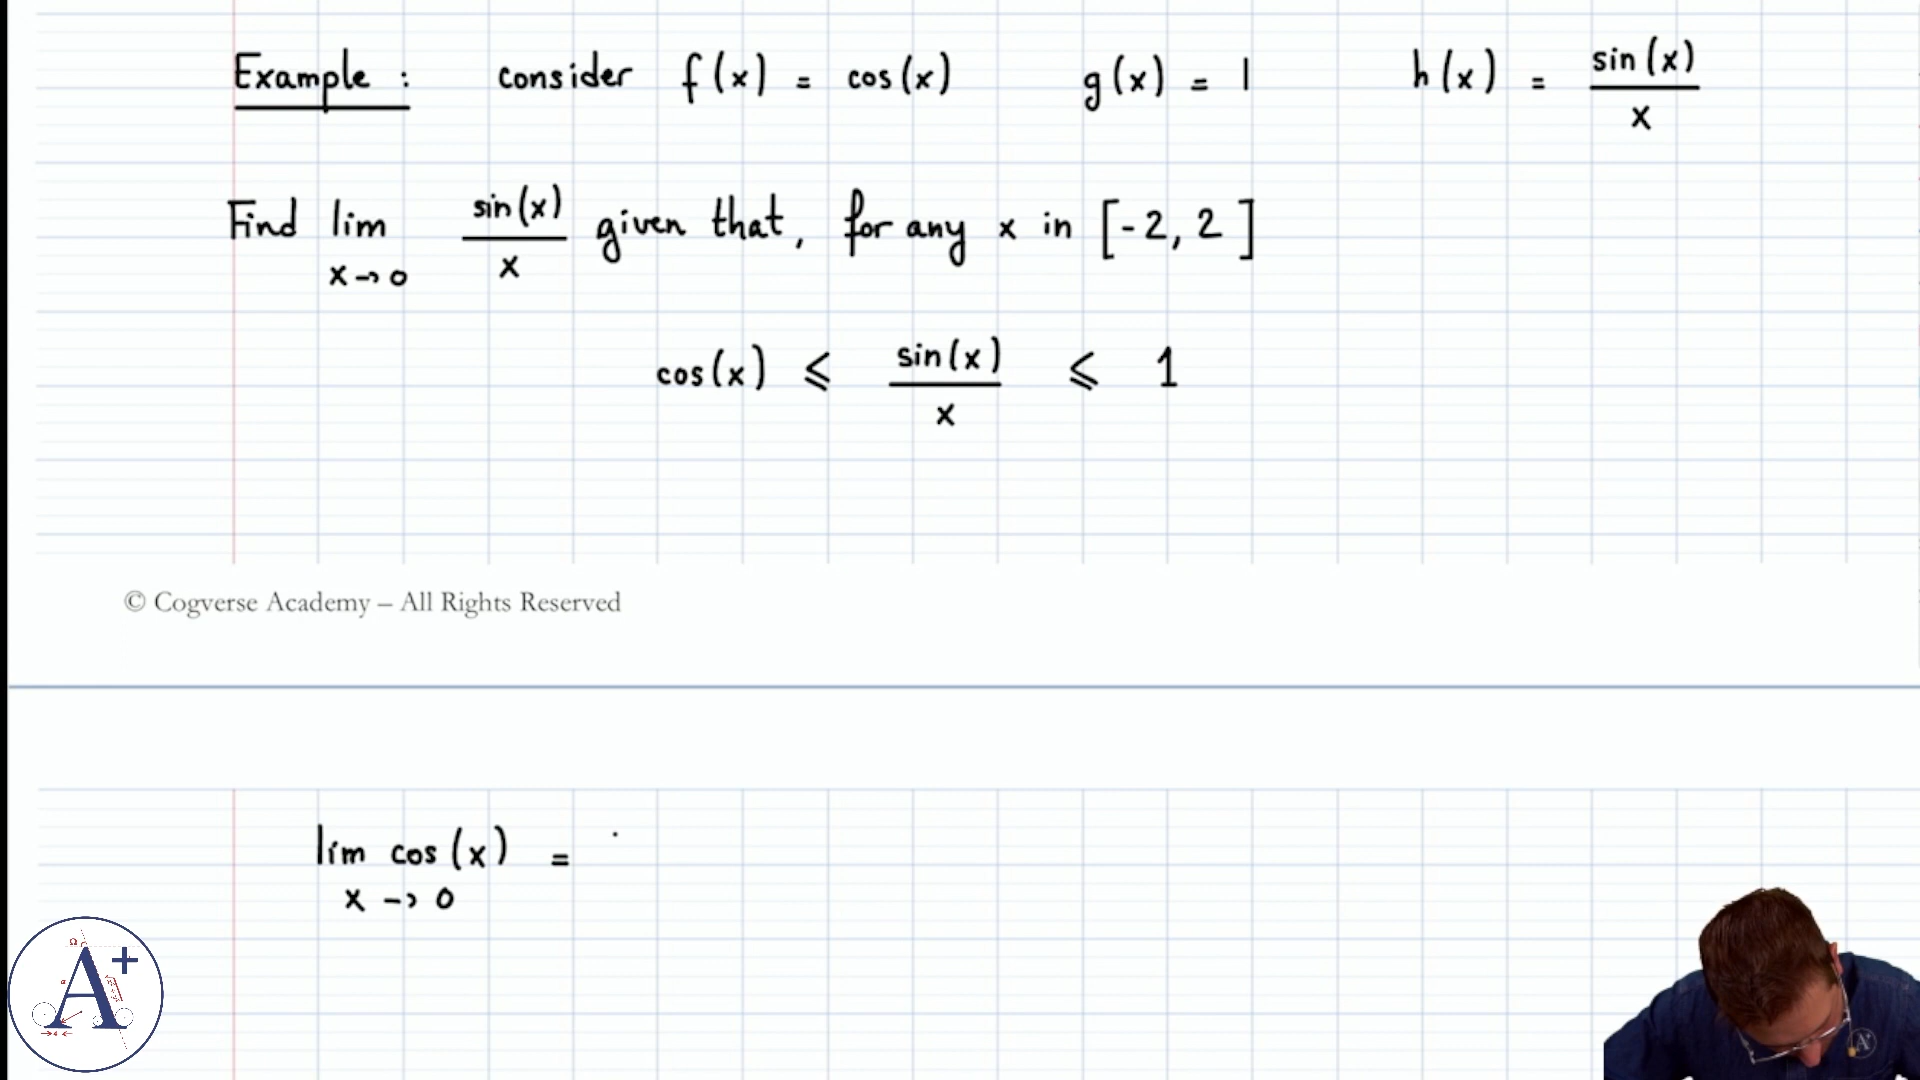 Example : consider f(x) = cos(x) g(x) = 1 h(x) = sin(x)/x
Find lim x→0 sin(x)/x given that, for any x in [-2, 2]
cos(x) ⩽ sin(x)/x ⩽ 1
© Cogverse Academy – All Rights Reserved
lim x→0 cos(x) =
A+